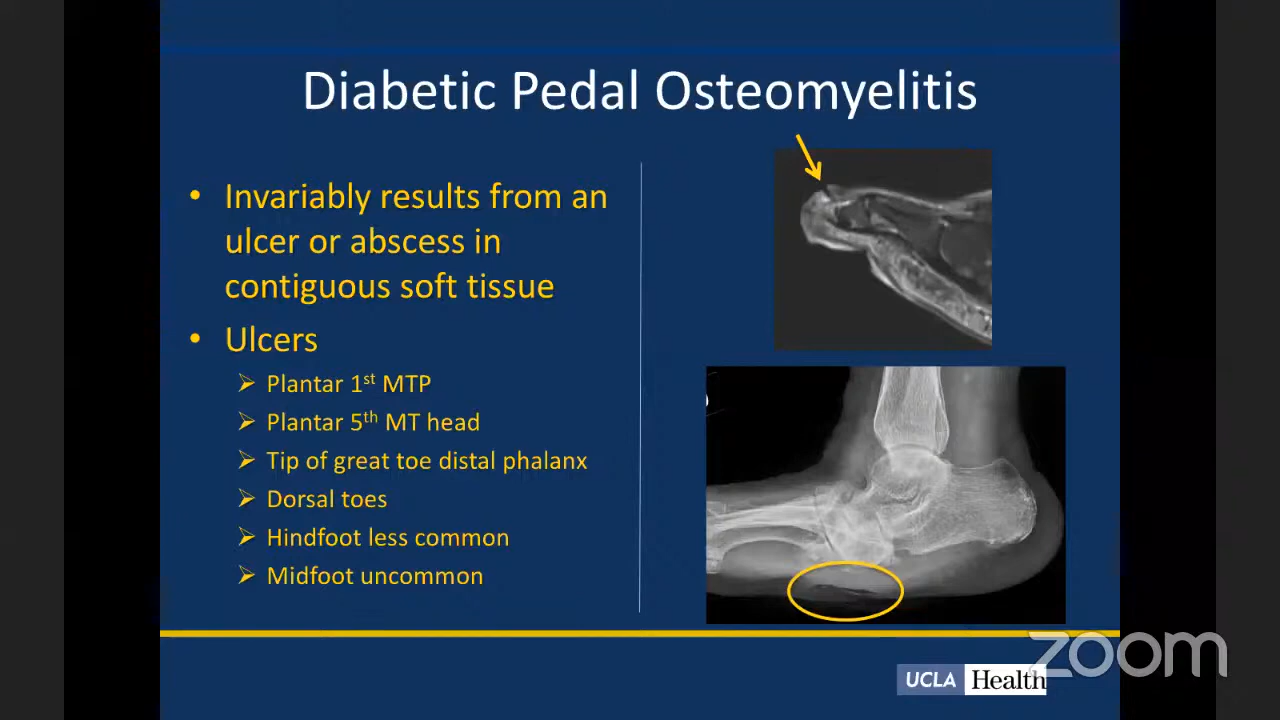 Diabetic Pedal Osteomyelitis
• Invariably results from an
ulcer or abscess in
contiguous soft tissue
• Ulcers
➢ Plantar 1st MTP
➢ Plantar 5th MT head
➢ Tip of great toe distal phalanx
➢ Dorsal toes
➢ Hindfoot less common
➢ Midfoot uncommon
zoom
UCLA Health